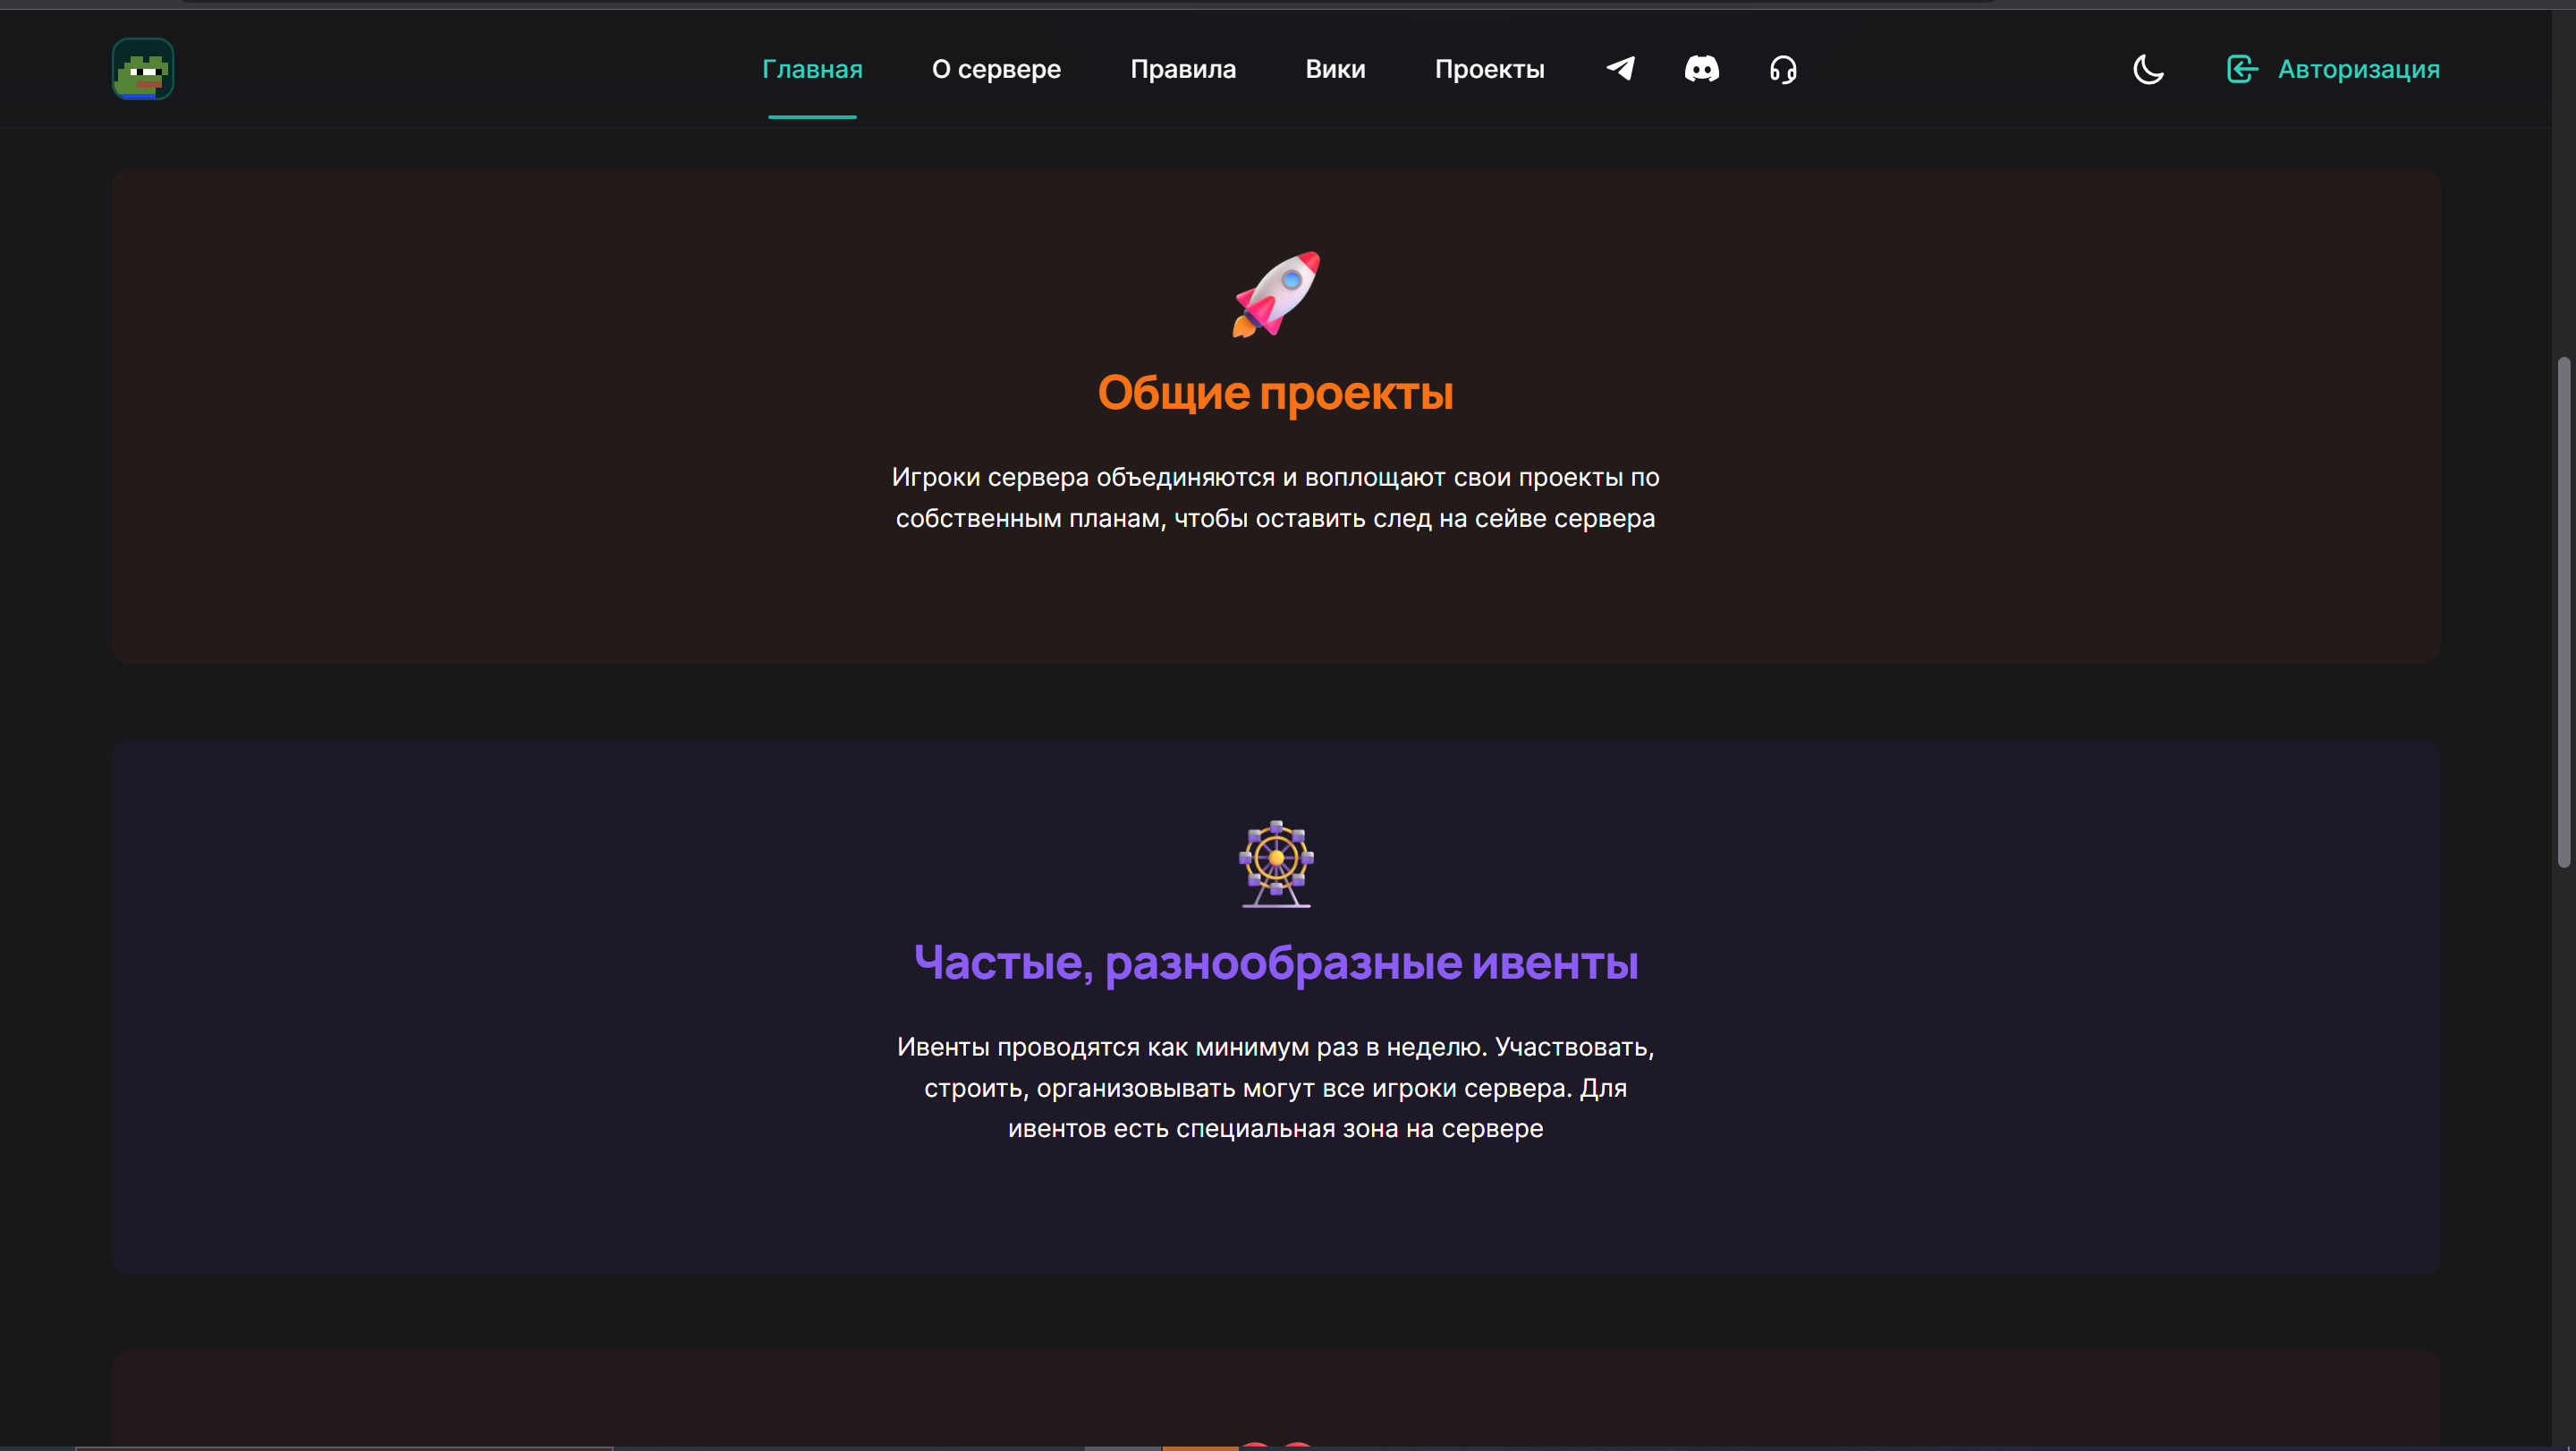 Главная
О сервере
Правила
Вики
Проекты
Авторизация
Общие проекты
Игроки сервера объединяются и воплощают свои проекты по
собственным планам, чтобы оставить след на сейве сервера
Частые, разнообразные ивенты
Ивенты проводятся как минимум раз в неделю. Участвовать,
строить, организовывать могут все игроки сервера. Для
ивентов есть специальная зона на сервере